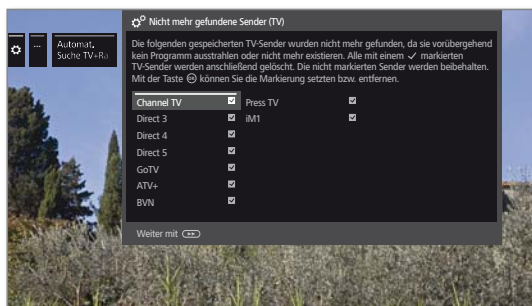 Nicht mehr gefundene Sender (TV)
...
Automat.
Suche TV+Ra
Die folgenden gespeicherten TV-Sender wurden nicht mehr gefunden, da sie vorübergehend
kein Programm ausstrahlen oder nicht mehr existieren. Alle mit einem ✓ markierten
TV-Sender werden anschließend gelöscht. Die nicht markierten Sender werden beibehalten.
Mit der Taste OK können Sie die Markierung setzten bzw. entfernen.
Channel TV
Direct 3
Direct 4
Direct 5
GoTV
ATV+
BVN
Press TV
iM1
Weiter mit